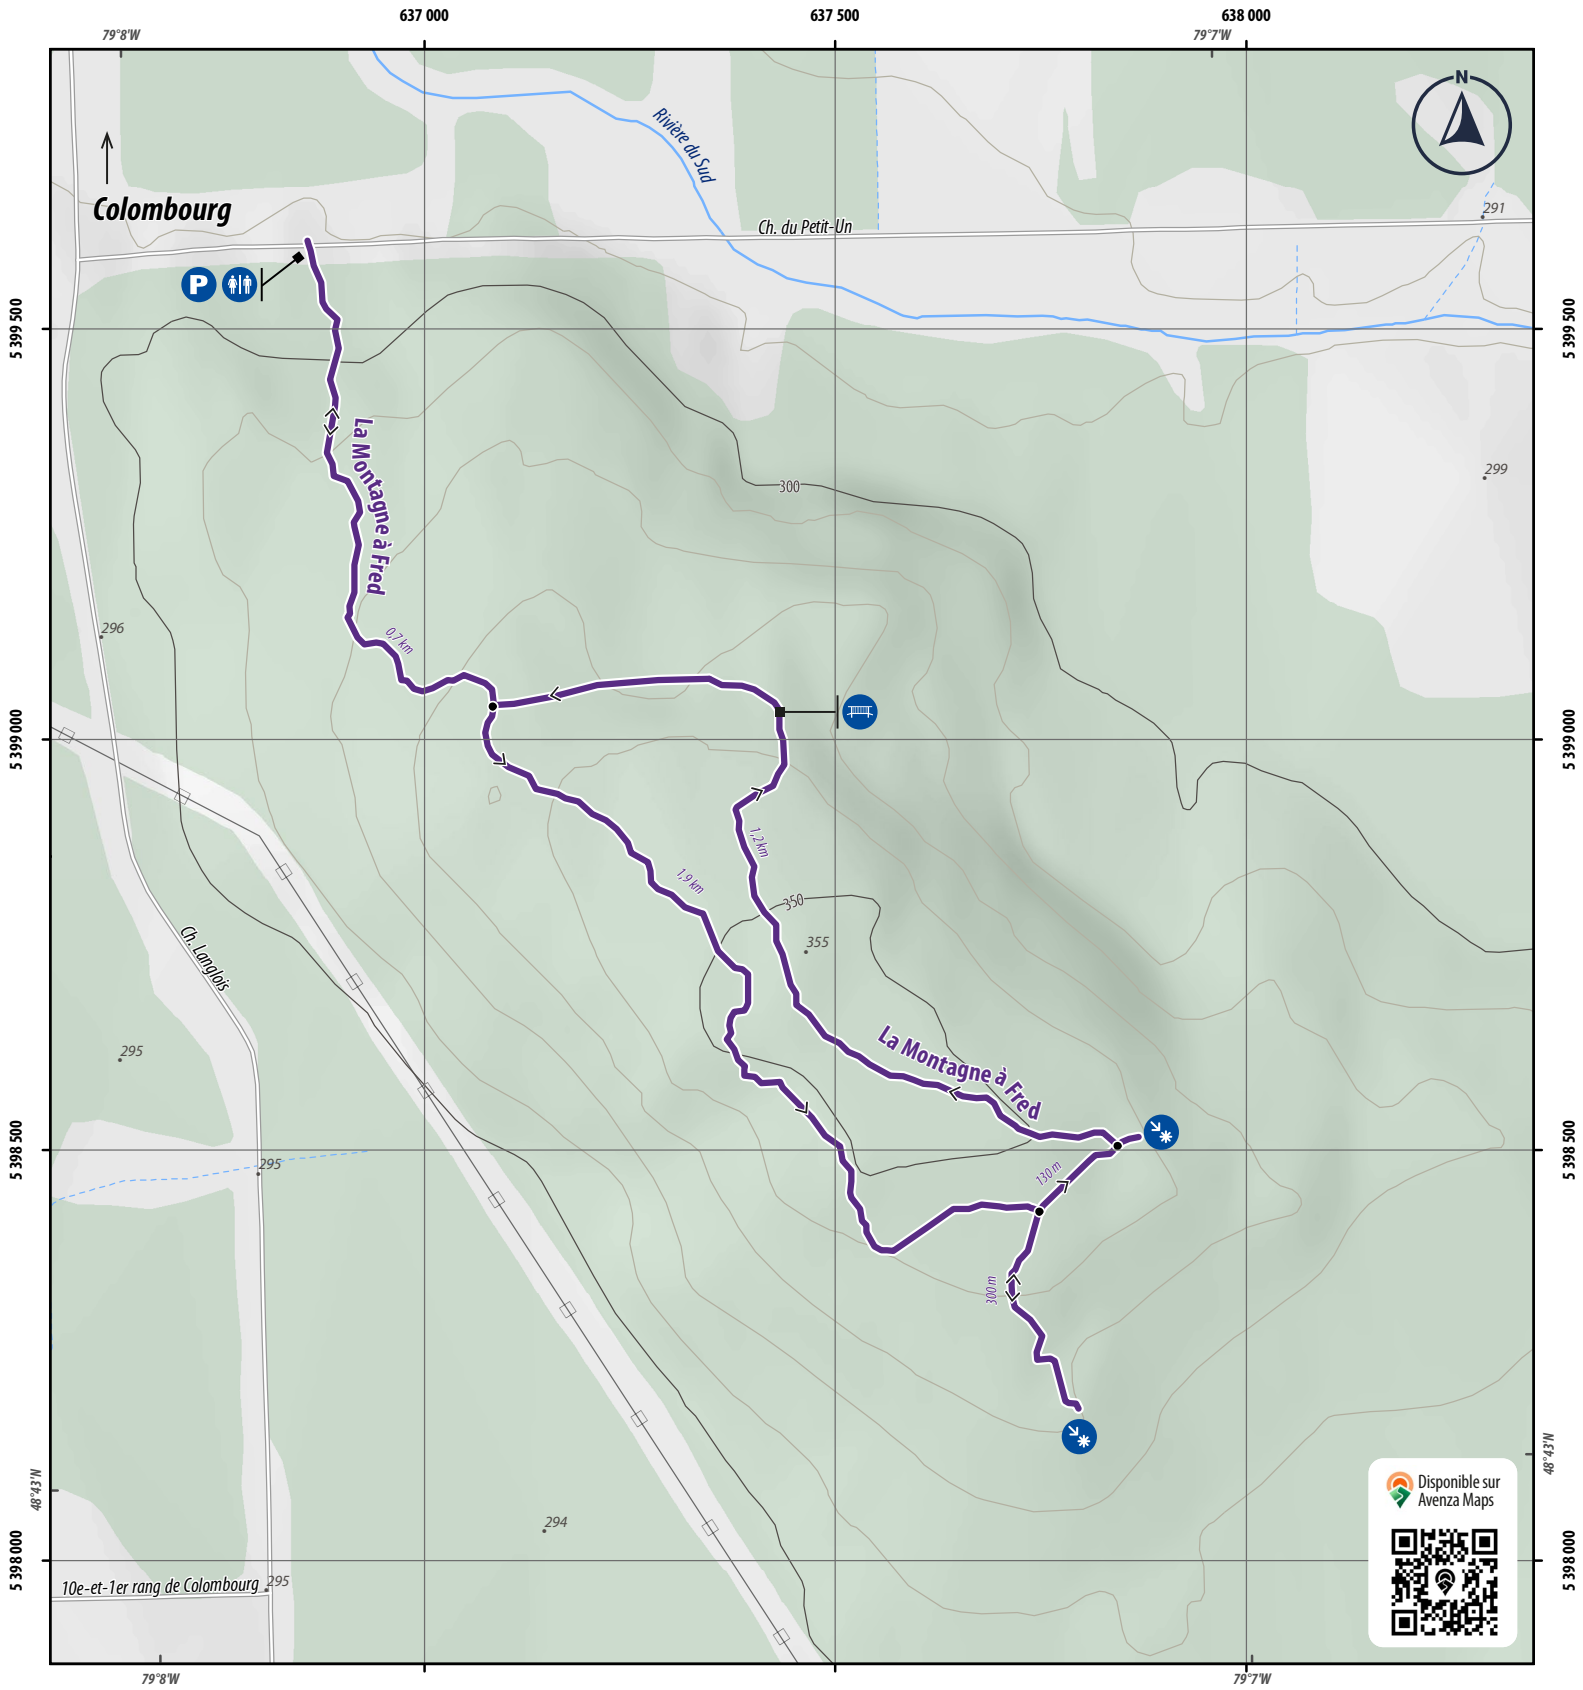 637 000
637 500
638 000
79°8'W
79°7'W
N
Rivière du Sud
Colombourg
291
Ch. du Petit-Un
P
5 399 500
5 399 500
La Montagne à Fred
300
299
296
0,7 km
5 399 000
5 399 000
1,2 km
1,9 km
350
355
Ch. Langlois
295
La Montagne à Fred
295
130 m
5 398 500
5 398 500
300 m
48°43'N
48°43'N
Disponible sur
Avenza Maps
294
5 398 000
5 398 000
10e-et-1er rang de Colombourg
295
79°8'W
79°7'W